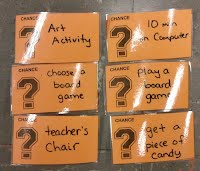 CHANCE
?
Art
Activity
CHANCE
?
10 min
on Computer
CHANCE
?
choose a
board
game
CHANCE
?
play a
board
game
CHANCE
?
teacher's
Chair
CHANCE
?
get a
piece of
candy